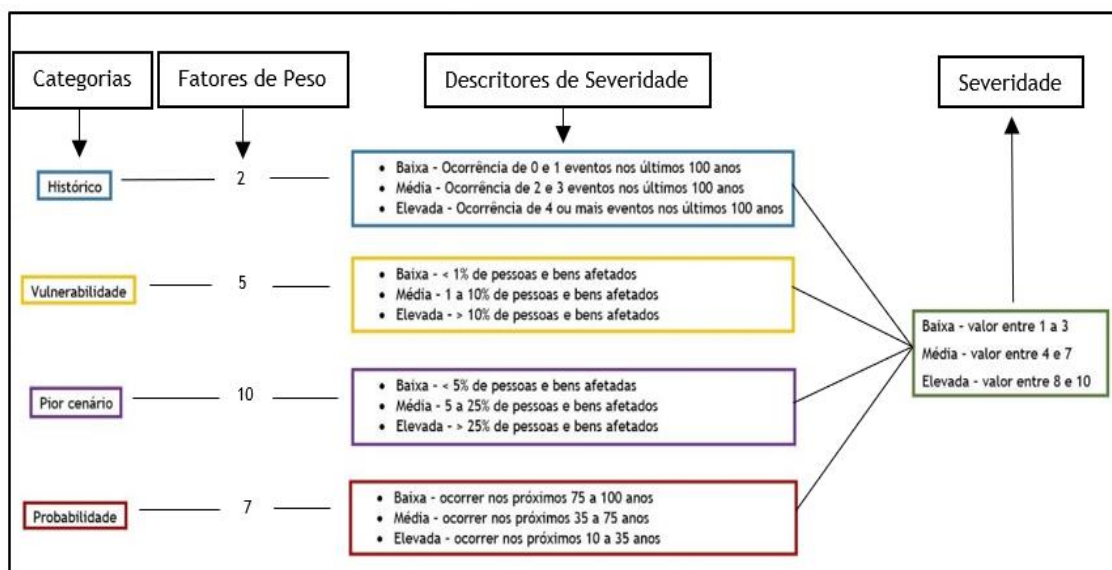 Categorias
Fatores de Peso
Descritores de Severidade
Severidade
Histórico
2
• Baixa - Ocorrência de 0 e 1 eventos nos últimos 100 anos
• Média - Ocorrência de 2 e 3 eventos nos últimos 100 anos
• Elevada - Ocorrência de 4 ou mais eventos nos últimos 100 anos
Vulnerabilidade
5
• Baixa - < 1% de pessoas e bens afetados
• Média - 1 a 10% de pessoas e bens afetados
• Elevada - > 10% de pessoas e bens afetados
Baixa - valor entre 1 a 3
Média - valor entre 4 e 7
Elevada - valor entre 8 e 10
Pior cenário
10
• Baixa - < 5% de pessoas e bens afetadas
• Média - 5 a 25% de pessoas e bens afetados
• Elevada - > 25% de pessoas e bens afetados
Probabilidade
7
• Baixa - ocorrer nos próximos 75 a 100 anos
• Média - ocorrer nos próximos 35 a 75 anos
• Elevada - ocorrer nos próximos 10 a 35 anos